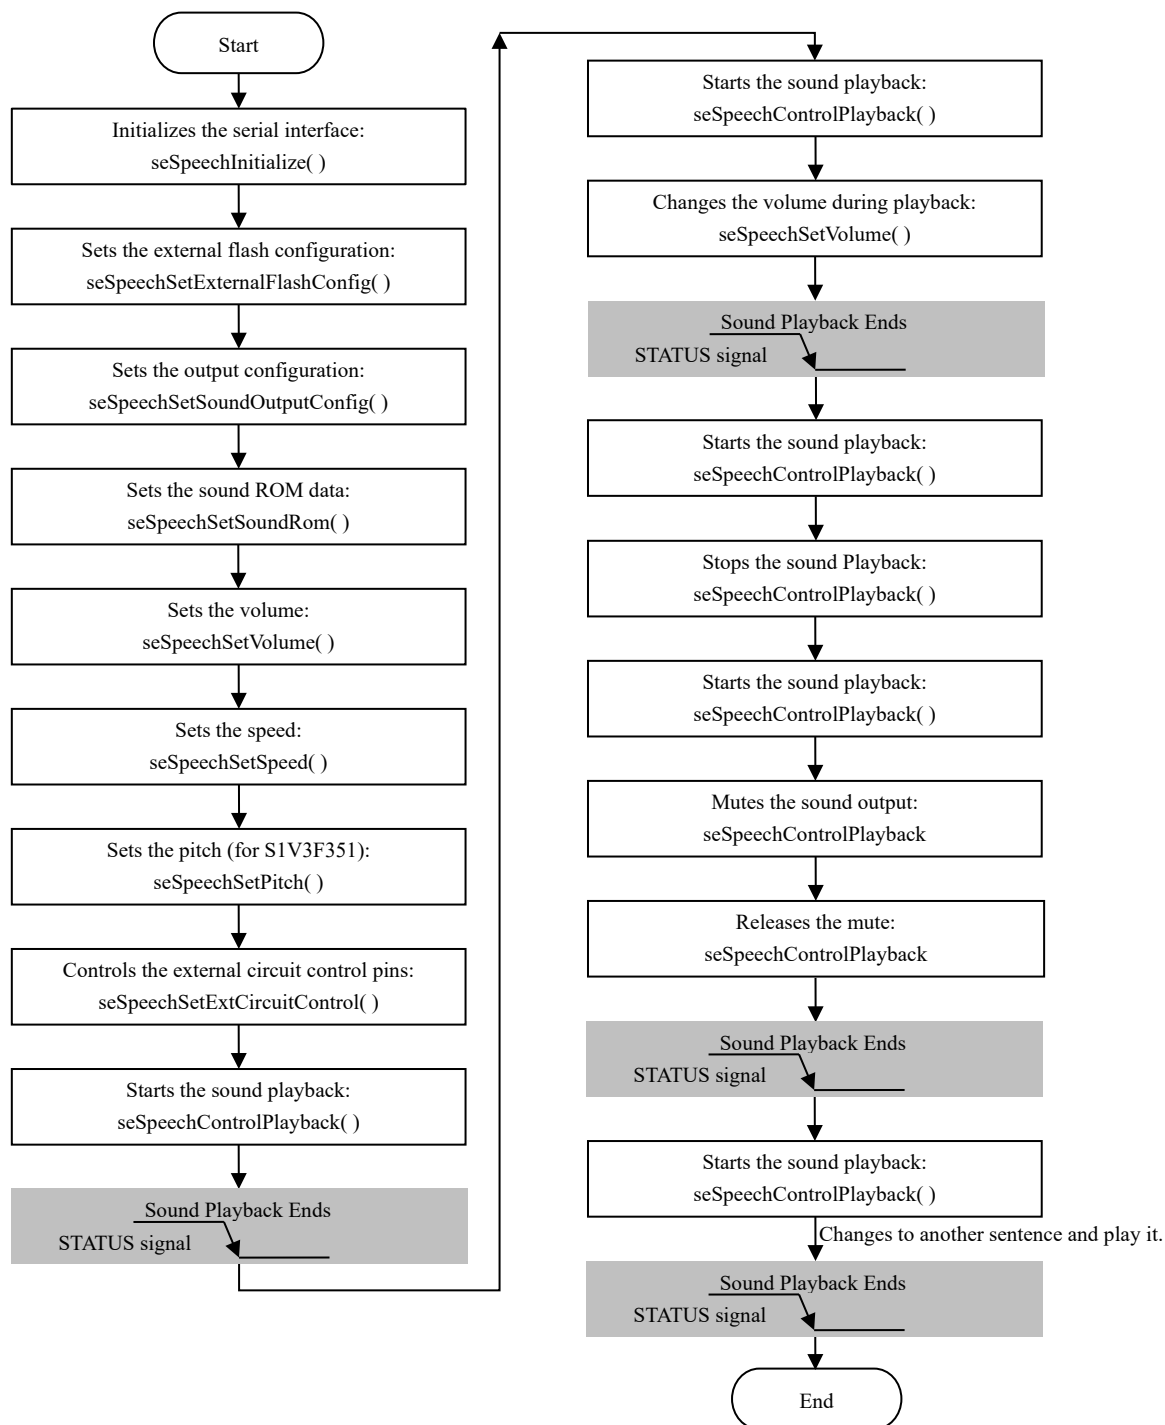 Start
Initializes the serial interface:
seSpeechInitialize( )
Sets the external flash configuration:
seSpeechSetExternalFlashConfig( )
Sets the output configuration:
seSpeechSetSoundOutputConfig( )
Sets the sound ROM data:
seSpeechSetSoundRom( )
Sets the volume:
seSpeechSetVolume( )
Sets the speed:
seSpeechSetSpeed( )
Sets the pitch (for S1V3F351):
seSpeechSetPitch( )
Controls the external circuit control pins:
seSpeechSetExtCircuitControl( )
Starts the sound playback:
seSpeechControlPlayback( )
Sound Playback Ends
STATUS signal
Starts the sound playback:
seSpeechControlPlayback( )
Changes the volume during playback:
seSpeechSetVolume( )
Sound Playback Ends
STATUS signal
Starts the sound playback:
seSpeechControlPlayback( )
Stops the sound Playback:
seSpeechControlPlayback( )
Starts the sound playback:
seSpeechControlPlayback( )
Mutes the sound output:
seSpeechControlPlayback
Releases the mute:
seSpeechControlPlayback
Sound Playback Ends
STATUS signal
Starts the sound playback:
seSpeechControlPlayback( )
Changes to another sentence and play it.
Sound Playback Ends
STATUS signal
End